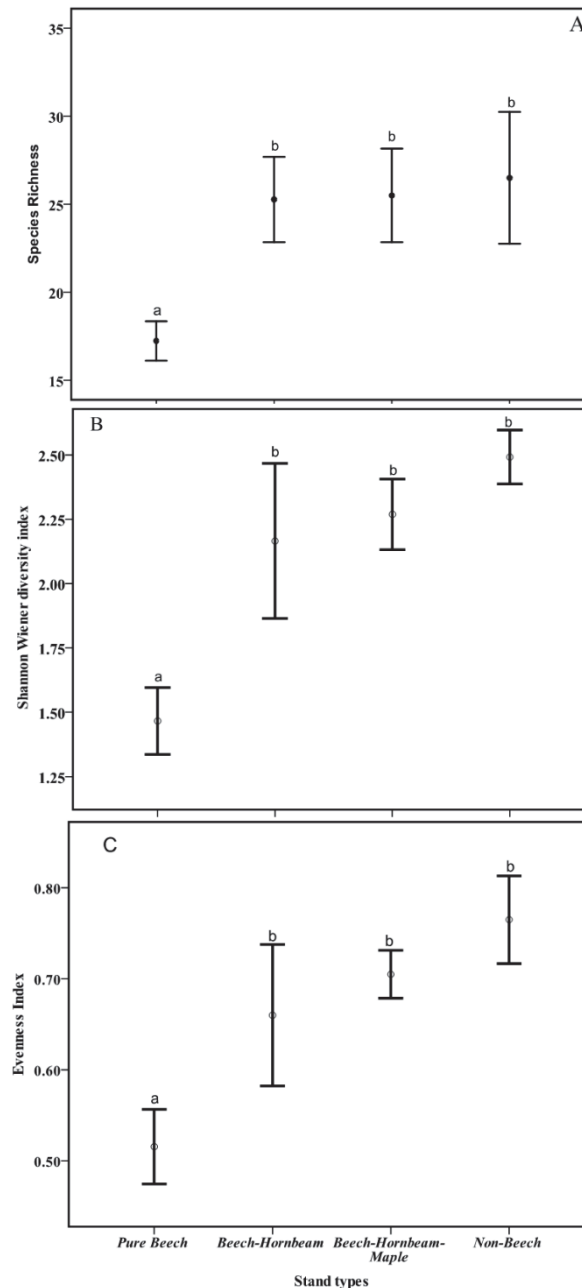 A
35
30
25
20
15
Species Richness
a
b
b
b
B
2.50
2.25
2.00
1.75
1.50
1.25
Shannon Wiener diversity index
a
b
b
b
C
0.80
0.70
0.60
0.50
Evenness Index
a
b
b
b
Pure Beech
Beech-Hornbeam
Beech-Hornbeam-
Maple
Non-Beech
Stand types